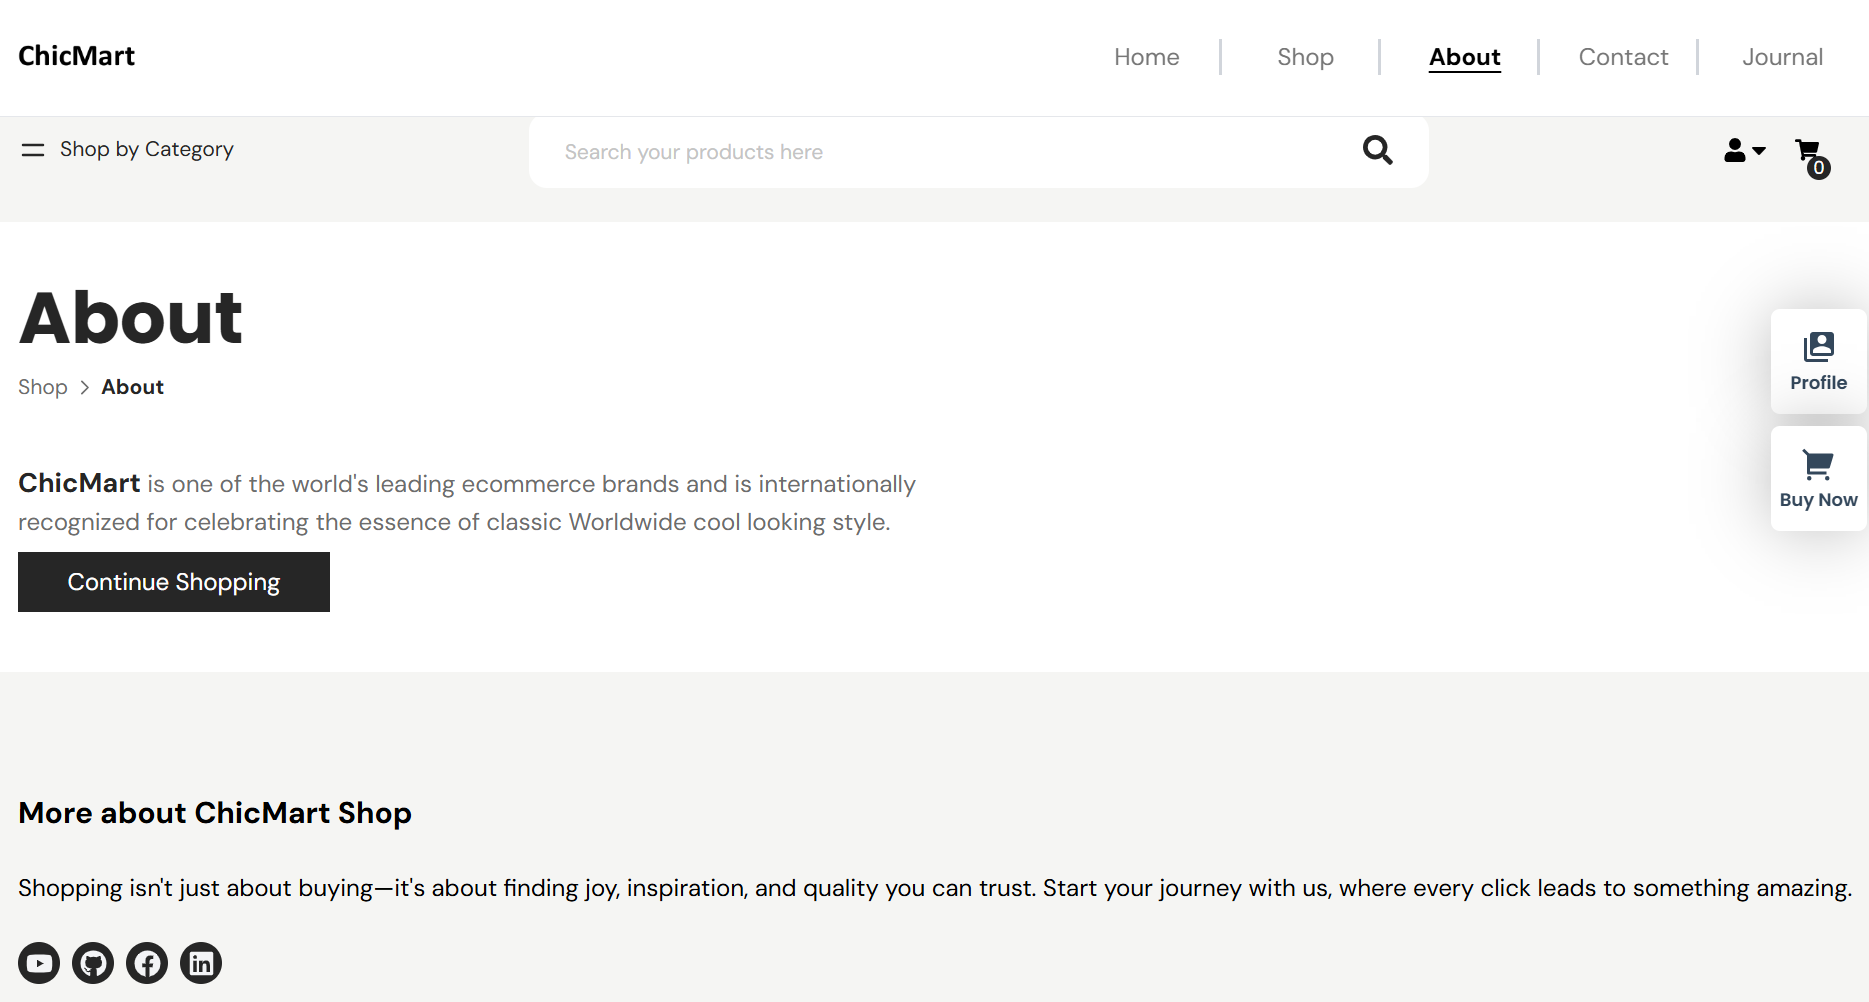 ChicMart
Home
Shop
About
Contact
Journal
Shop by Category
Search your products here
0
About
Shop > About
Profile
Buy Now
ChicMart is one of the world's leading ecommerce brands and is internationally
recognized for celebrating the essence of classic Worldwide cool looking style.
Continue Shopping
More about ChicMart Shop
Shopping isn't just about buying—it's about finding joy, inspiration, and quality you can trust. Start your journey with us, where every click leads to something amazing.